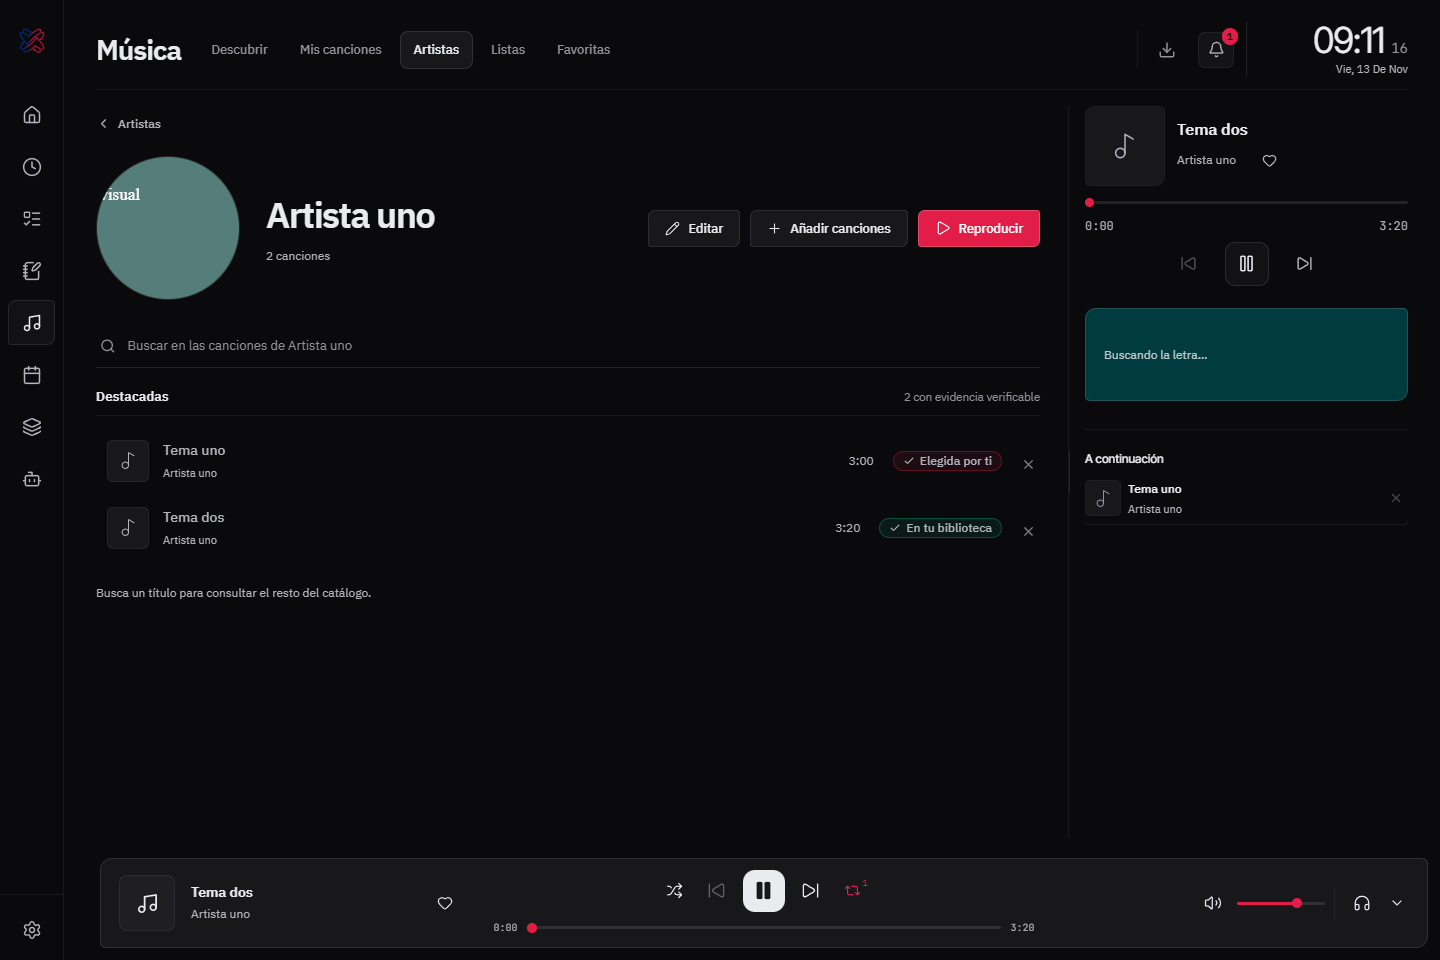 Música
Descubrir
Mis canciones
Artistas
Listas
Favoritas
1
09:11 16
Vie, 13 De Nov
Artistas
visual
Artista uno
2 canciones
Editar
Añadir canciones
Reproducir
Buscar en las canciones de Artista uno
Destacadas
2 con evidencia verificable
Tema uno
Artista uno
3:00
Elegida por ti
Tema dos
Artista uno
3:20
En tu biblioteca
Busca un título para consultar el resto del catálogo.
Tema dos
Artista uno
0:00
3:20
Buscando la letra...
A continuación
Tema uno
Artista uno
Tema dos
Artista uno
1
0:00
3:20